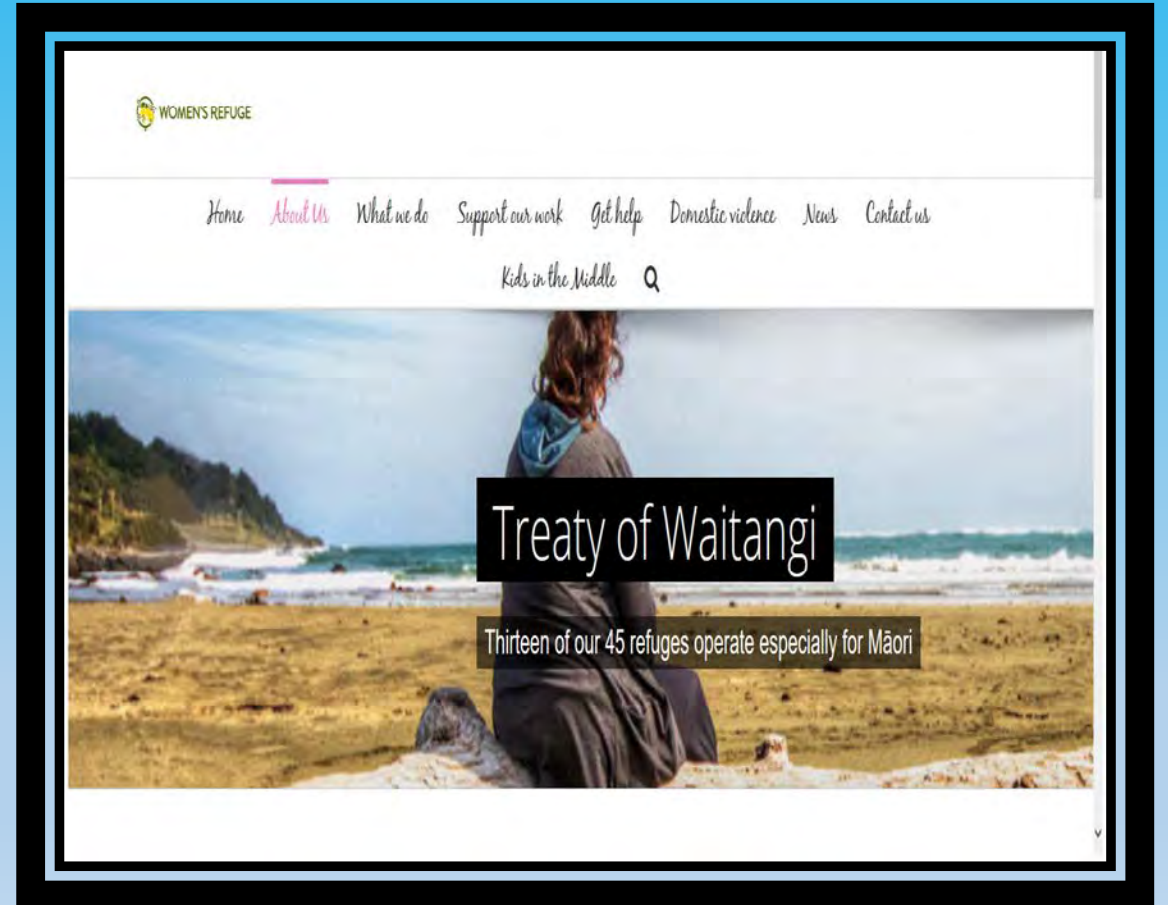 WOMEN'S REFUGE
Home About Us What we do Support our work Get help Domestic violence News Contact us
Kids in the Middle
Treaty of Waitangi
Thirteen of our 45 refuges operate especially for Māori